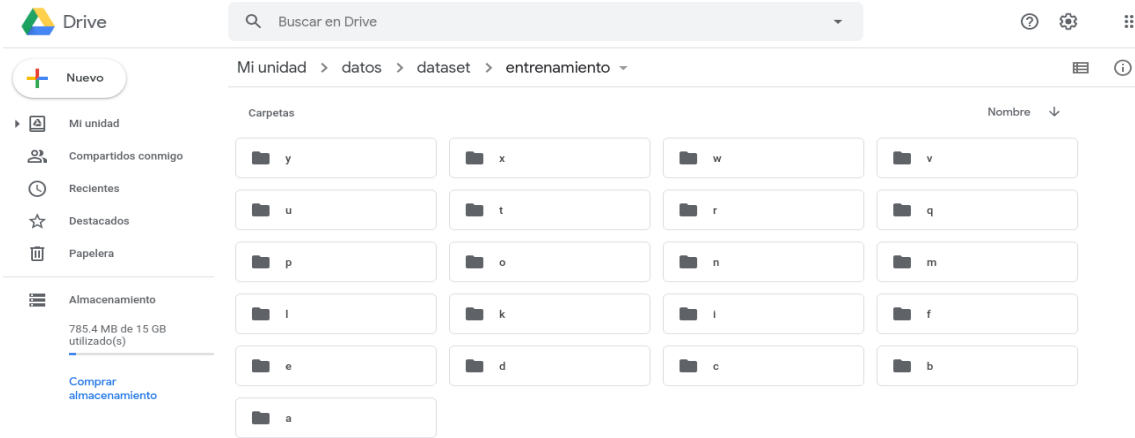 Drive
Buscar en Drive
Nuevo
Mi unidad
Compartidos conmigo
Recientes
Destacados
Papelera
Almacenamiento
785.4 MB de 15 GB
utilizado(s)
Comprar
almacenamiento
Mi unidad > datos > dataset > entrenamiento
Carpetas Nombre
y x w v
u t r q
p o n m
l k i f
e d c b
a